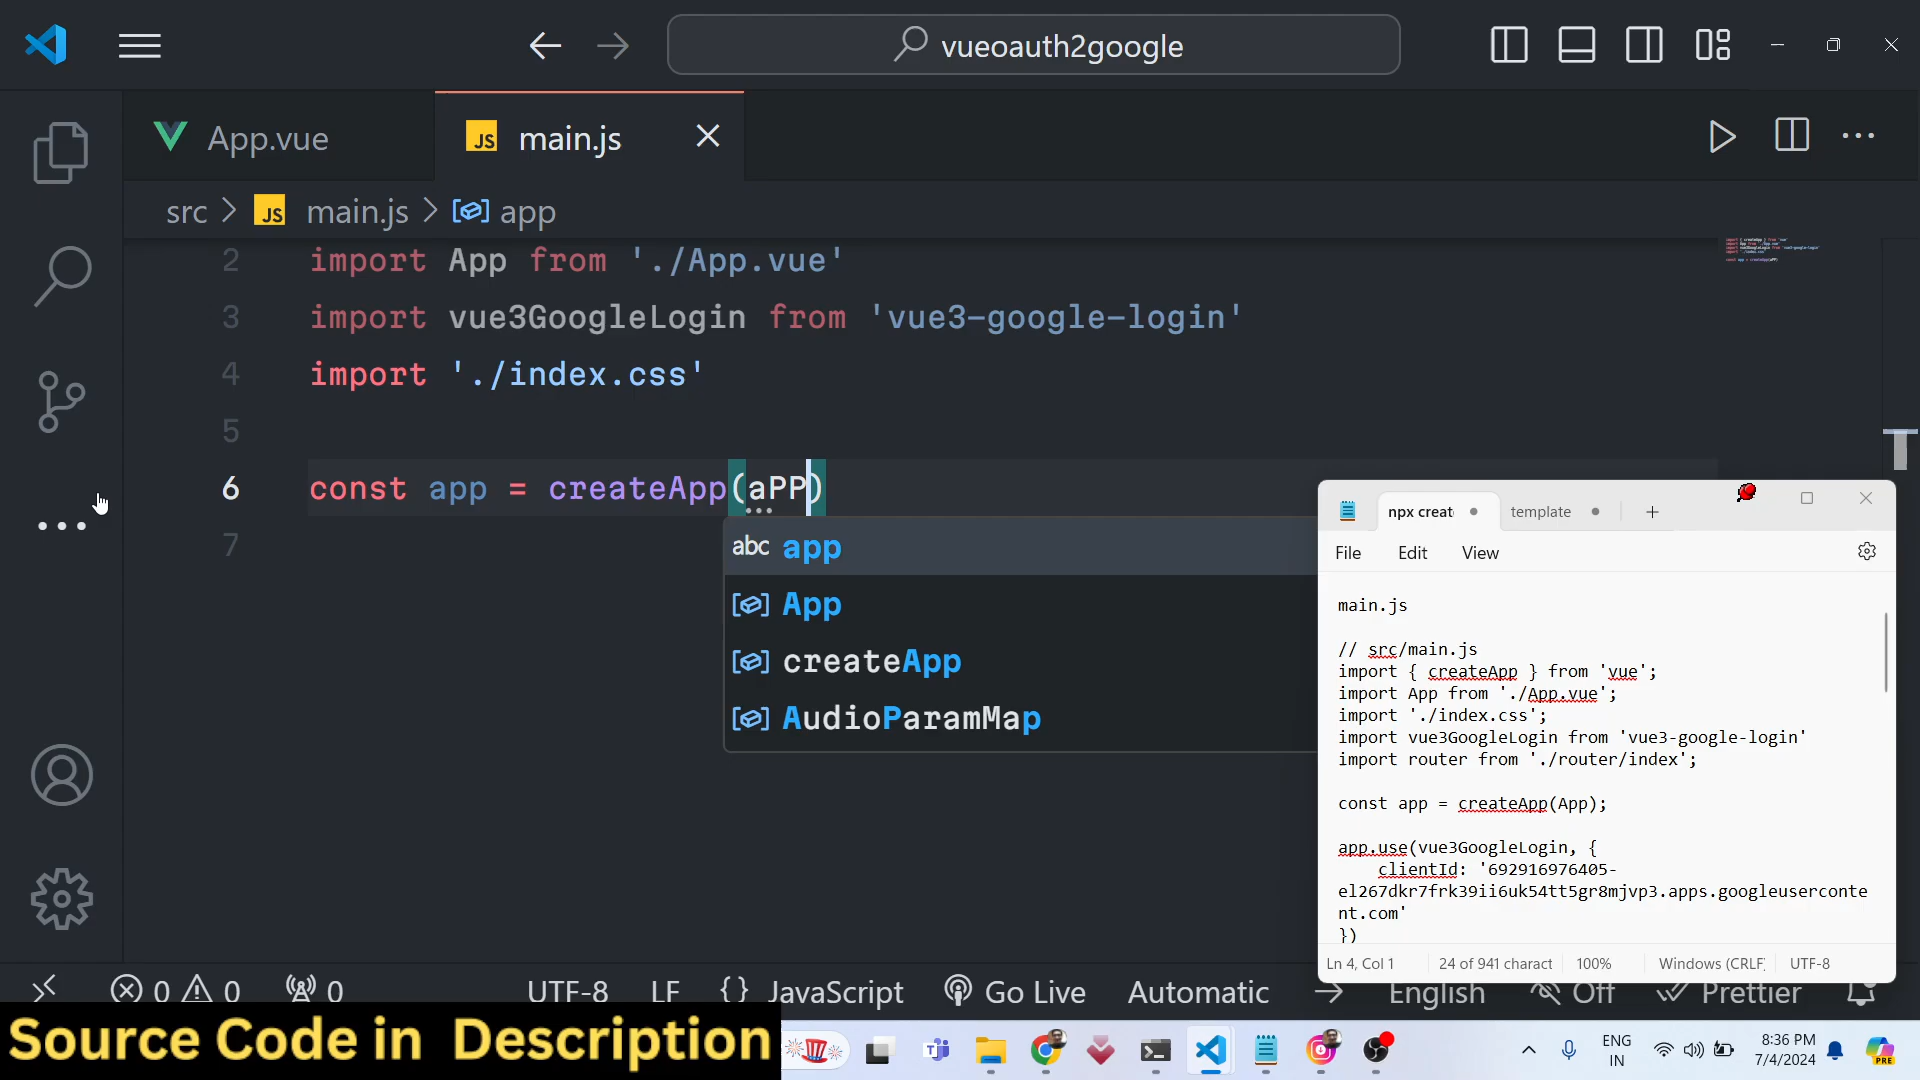 vueoauth2google
App.vue
JS main.js
src > JS main.js > app
2 import App from './App.vue'
3 import vue3GoogleLogin from 'vue3-google-login'
4 import './index.css'
5
6 const app = createApp(aPP)
7
abc app
App
createApp
AudioParamMap
npx creat
template
File Edit View
main.js
// src/main.js
import { createApp } from 'vue';
import App from './App.vue';
import './index.css';
import vue3GoogleLogin from 'vue3-google-login'
import router from './router/index';
const app = createApp(App);
app.use(vue3GoogleLogin, {
clientId: '692916976405-
el267dkr7frk39ii6uk54tt5gr8mjvp3.apps.googleuserconte
nt.com'
})
Ln 4, Col 1 24 of 941 charact 100% Windows (CRLF) UTF-8
0 0 0 UTF-8 LF {} JavaScript Go Live Automatic English Off Prettier
Source Code in Description
ENG
IN
8:36 PM
7/4/2024
PRE